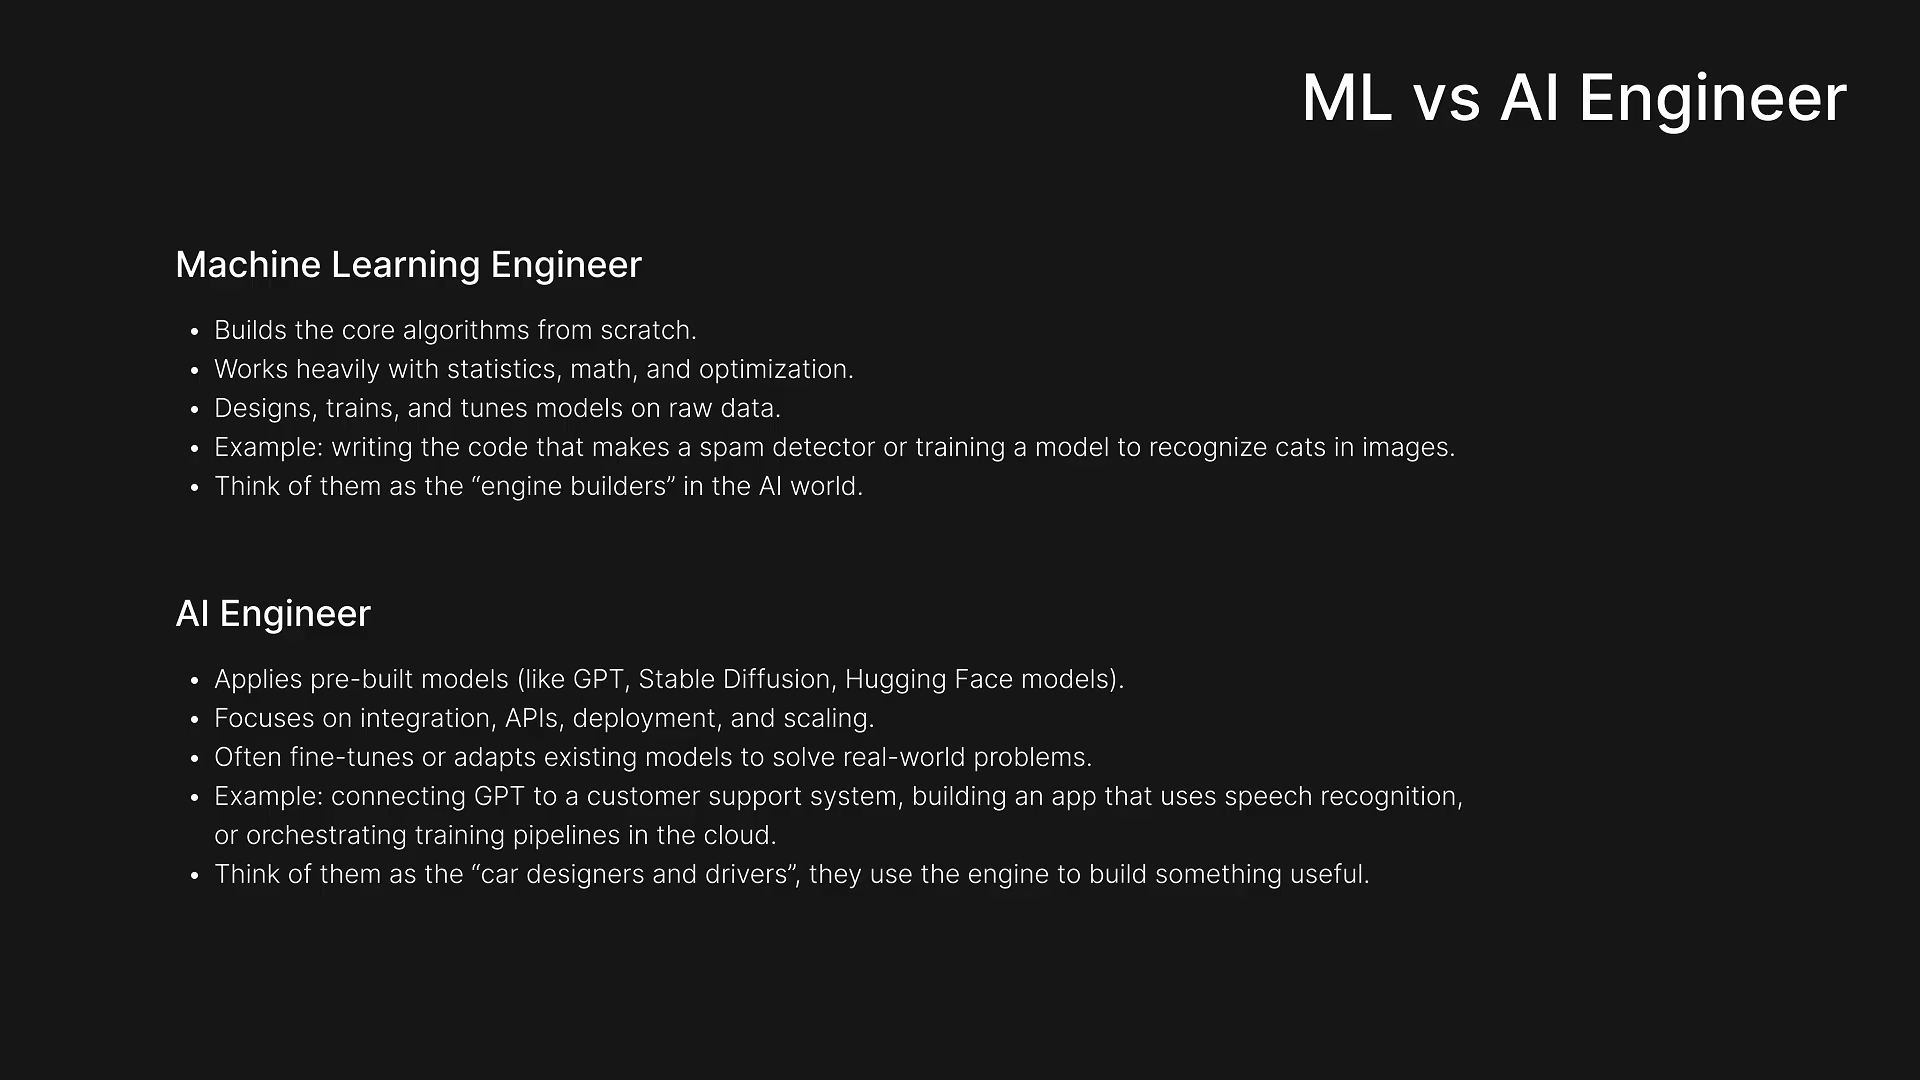 ML vs AI Engineer
Machine Learning Engineer
• Builds the core algorithms from scratch.
• Works heavily with statistics, math, and optimization.
• Designs, trains, and tunes models on raw data.
• Example: writing the code that makes a spam detector or training a model to recognize cats in images.
• Think of them as the “engine builders” in the AI world.
AI Engineer
• Applies pre-built models (like GPT, Stable Diffusion, Hugging Face models).
• Focuses on integration, APIs, deployment, and scaling.
• Often fine-tunes or adapts existing models to solve real-world problems.
• Example: connecting GPT to a customer support system, building an app that uses speech recognition,
or orchestrating training pipelines in the cloud.
• Think of them as the “car designers and drivers”, they use the engine to build something useful.